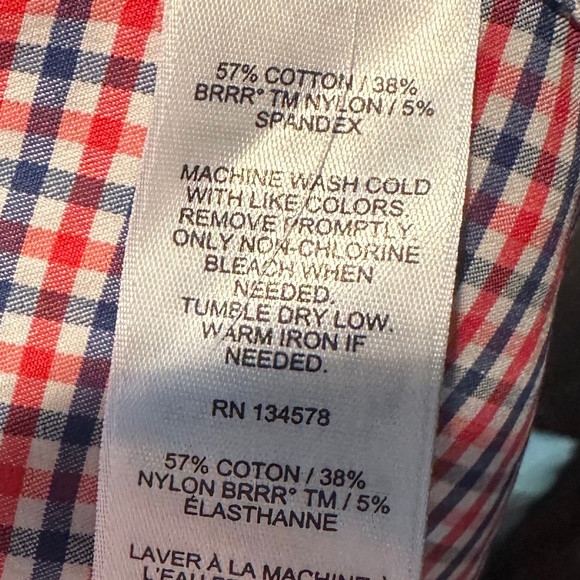 57% COTTON / 38%
BRRR° TM NYLON / 5%
SPANDEX
MACHINE WASH COLD
WITH LIKE COLORS.
REMOVE PROMPTLY
ONLY NON-CHLORINE
BLEACH WHEN
NEEDED.
TUMBLE DRY LOW.
WARM IRON IF
NEEDED.
RN 134578
57% COTON / 38%
NYLON BRRR° TM / 5%
ÉLASTHANNE
LAVER À LA MACHINE À